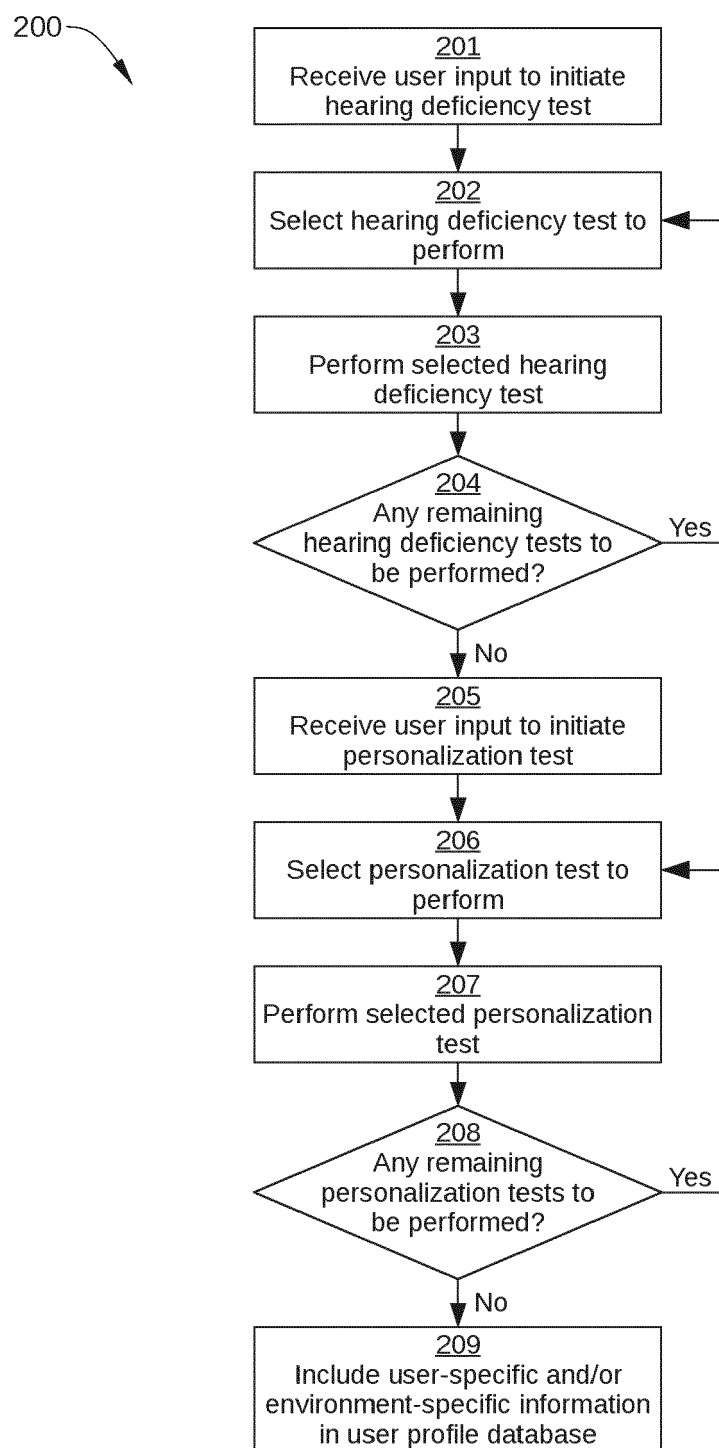 200
201
Receive user input to initiate
hearing deficiency test
202
Select hearing deficiency test to
perform
203
Perform selected hearing
deficiency test
204
Any remaining
hearing deficiency tests to
be performed?
Yes
No
205
Receive user input to initiate
personalization test
206
Select personalization test to
perform
207
Perform selected personalization
test
208
Any remaining
personalization tests to
be performed?
Yes
No
209
Include user-specific and/or
environment-specific information
in user profile database